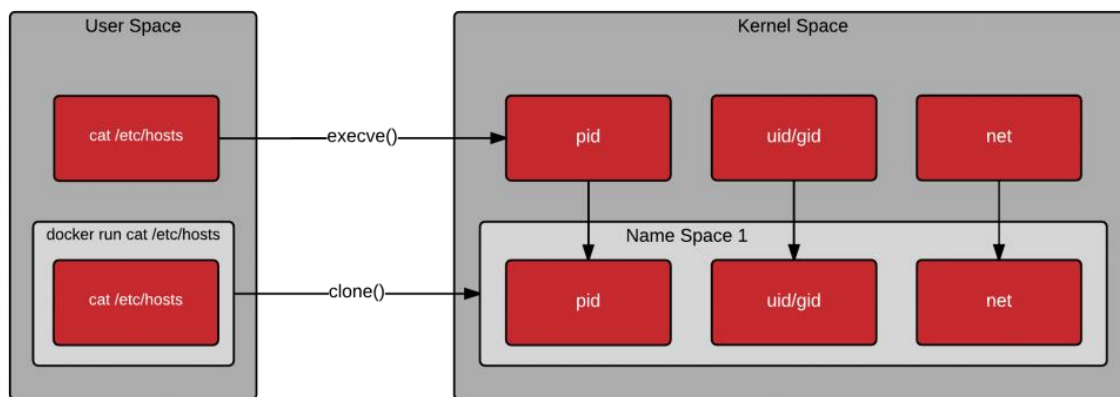 User Space
Kernel Space
cat /etc/hosts
execve()
pid
uid/gid
net
docker run cat /etc/hosts
Name Space 1
cat /etc/hosts
clone()
pid
uid/gid
net